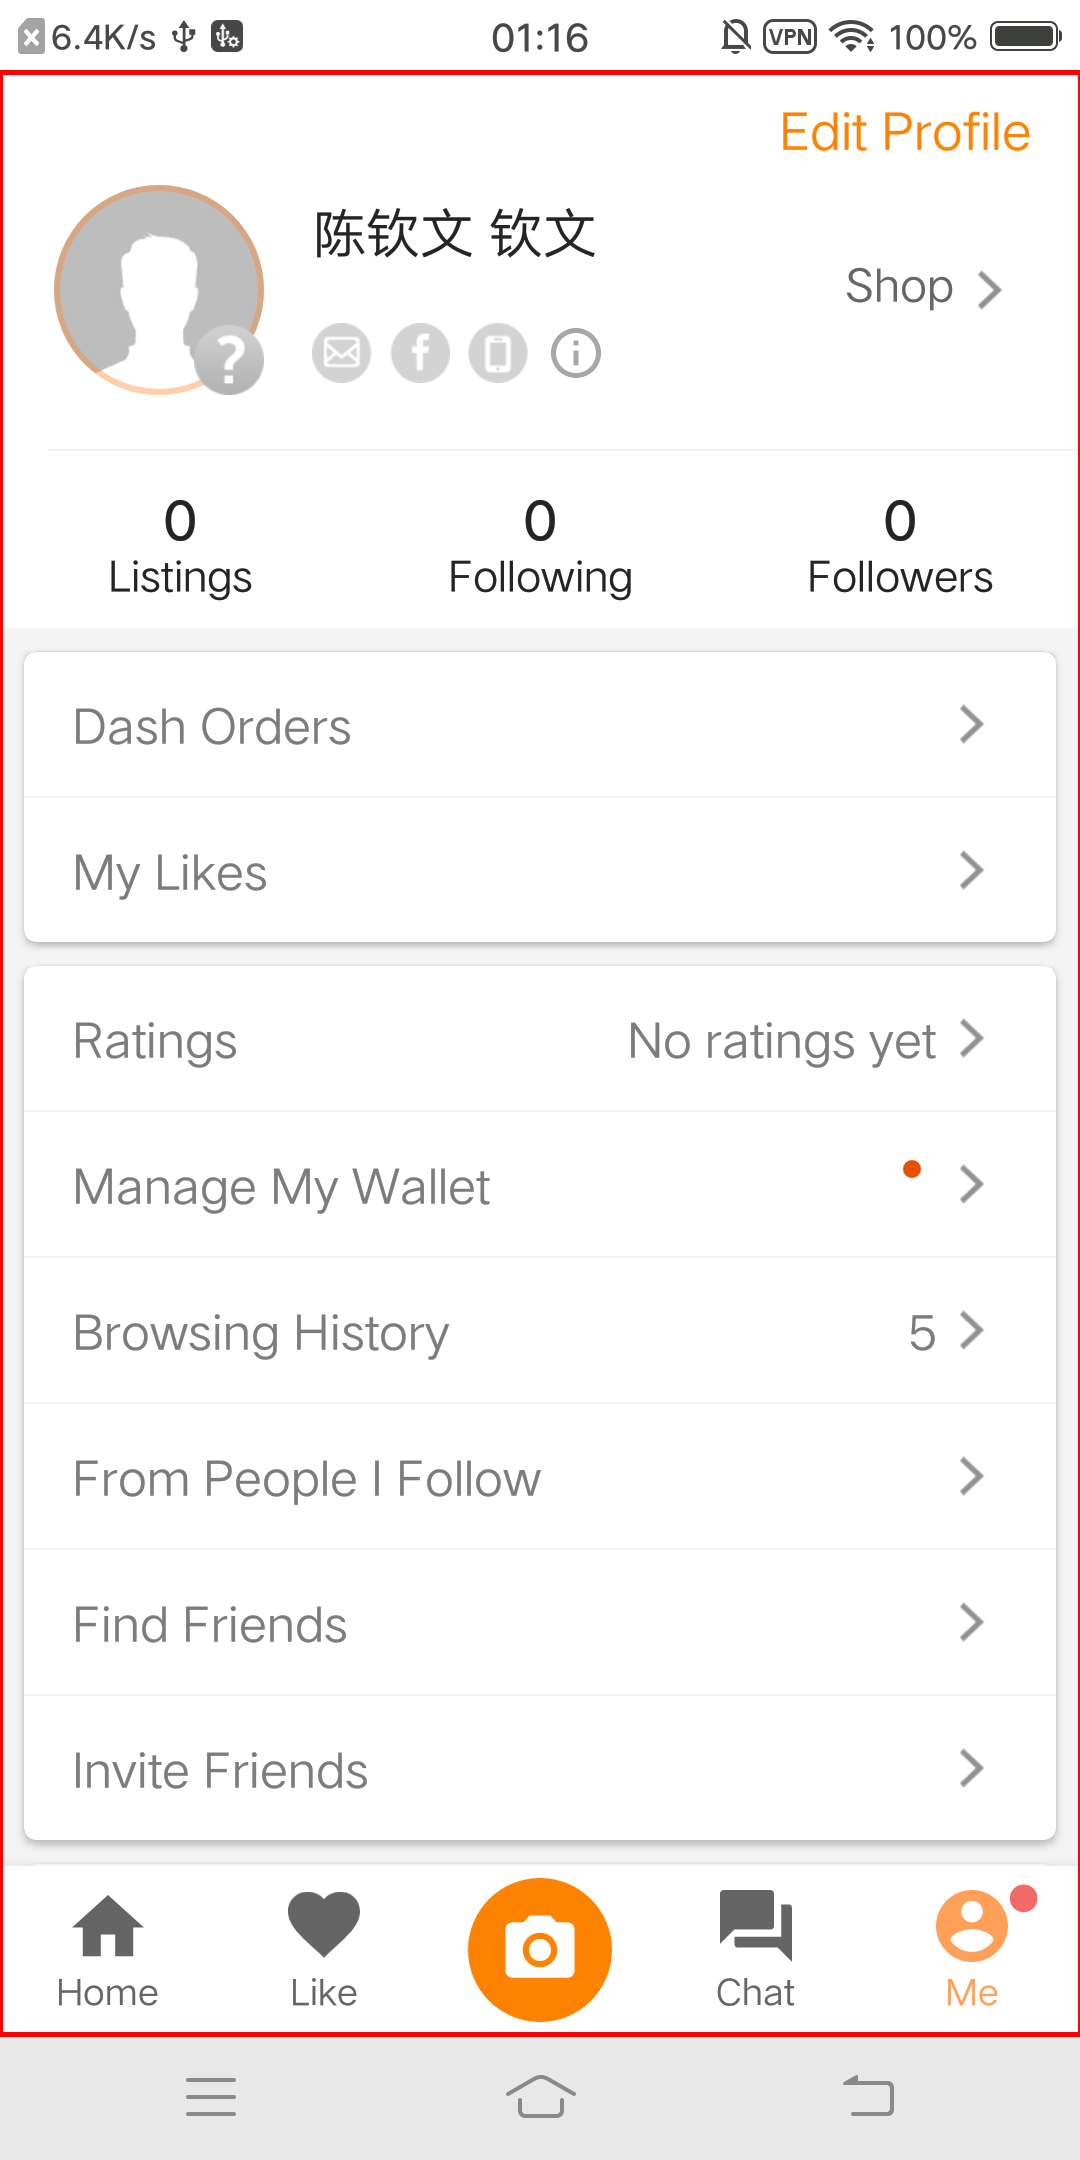 6.4K/s 01:16 VPN 100%
Edit Profile
陈钦文 钦文
Shop
0 0 0
Listings Following Followers
Dash Orders
My Likes
Ratings No ratings yet
Manage My Wallet
Browsing History 5
From People I Follow
Find Friends
Invite Friends
Home Like Chat Me